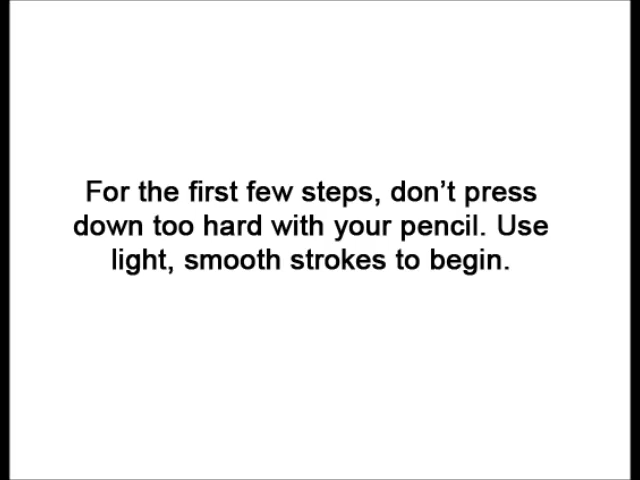 For the first few steps, don’t press
down too hard with your pencil. Use
light, smooth strokes to begin.